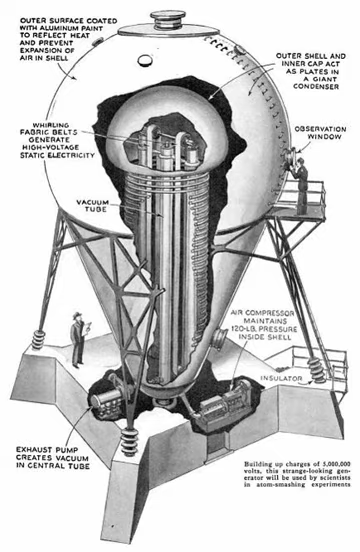 OUTER SURFACE COATED
WITH ALUMINUM PAINT
TO REFLECT HEAT
AND PREVENT
EXPANSION OF
AIR IN SHELL
OUTER SHELL AND
INNER CAP ACT
AS PLATES IN
A GIANT
CONDENSER
WHIRLING
FABRIC BELTS
GENERATE
HIGH-VOLTAGE
STATIC ELECTRICITY
OBSERVATION
WINDOW
VACUUM
TUBE
AIR COMPRESSOR
MAINTAINS
120-LB. PRESSURE
INSIDE SHELL
INSULATOR
EXHAUST PUMP
CREATES VACUUM
IN CENTRAL TUBE
Building up charges of 5,000,000
volts, this strange-looking gen-
erator will be used by scientists
in atom-smashing experiments